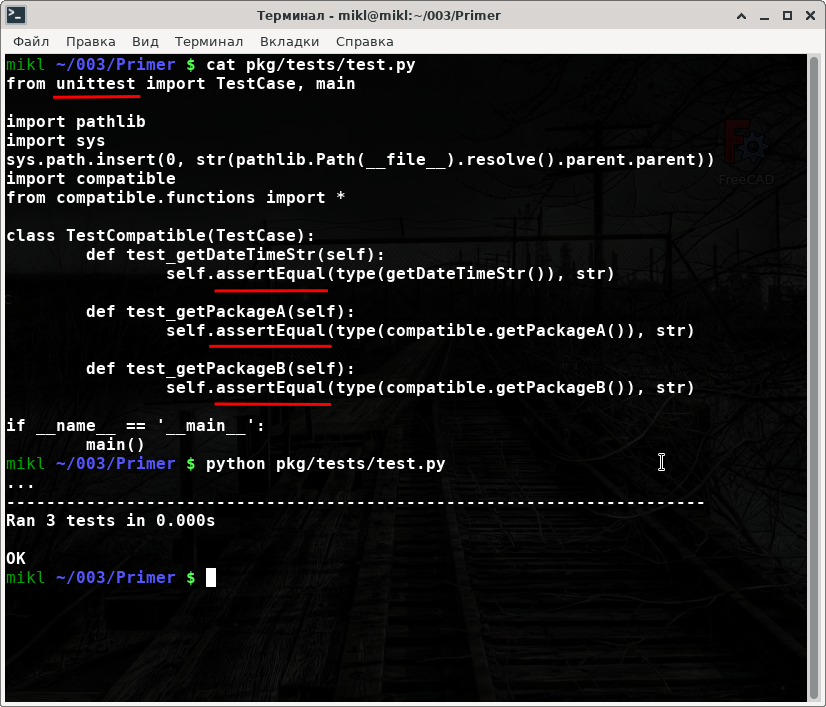 Терминал - mikl@mikl:~/003/Primer
Файл Правка Вид Терминал Вкладки Справка
mikl ~/003/Primer $ cat pkg/tests/test.py
from unittest import TestCase, main

import pathlib
import sys
sys.path.insert(0, str(pathlib.Path(__file__).resolve().parent.parent))
import compatible
from compatible.functions import *

class TestCompatible(TestCase):
        def test_getDateTimeStr(self):
                self.assertEqual(type(getDateTimeStr()), str)

        def test_getPackageA(self):
                self.assertEqual(type(compatible.getPackageA()), str)

        def test_getPackageB(self):
                self.assertEqual(type(compatible.getPackageB()), str)

if __name__ == '__main__':
        main()
mikl ~/003/Primer $ python pkg/tests/test.py
...
----------------------------------------------------------------------
Ran 3 tests in 0.000s

OK
mikl ~/003/Primer $
FreeCAD